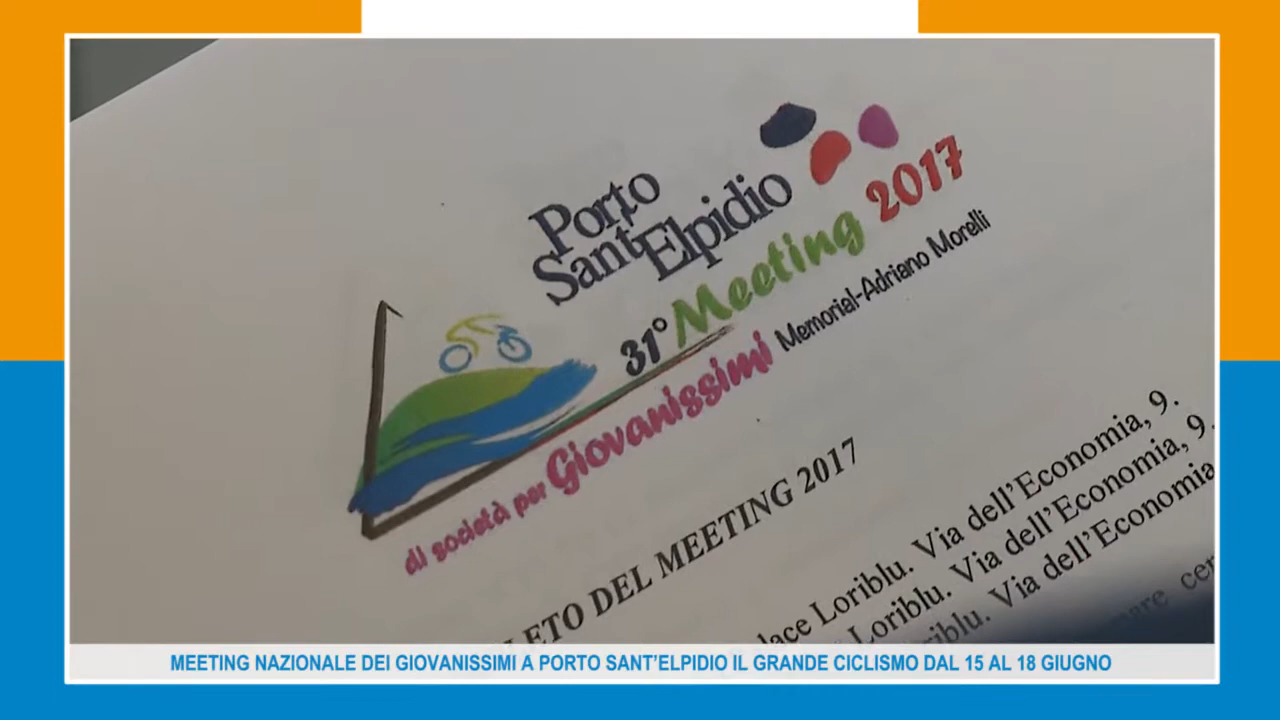 Porto
Sant'Elpidio
31° Meeting 2017
di società per Giovanissimi Memorial-Adriano Morelli
DEL MEETING 2017
Loriblu. Via dell'Economia, 9.
Loriblu. Via dell'Economia, 9.
Via dell'Economia
MEETING NAZIONALE DEI GIOVANISSIMI A PORTO SANT'ELPIDIO IL GRANDE CICLISMO DAL 15 AL 18 GIUGNO